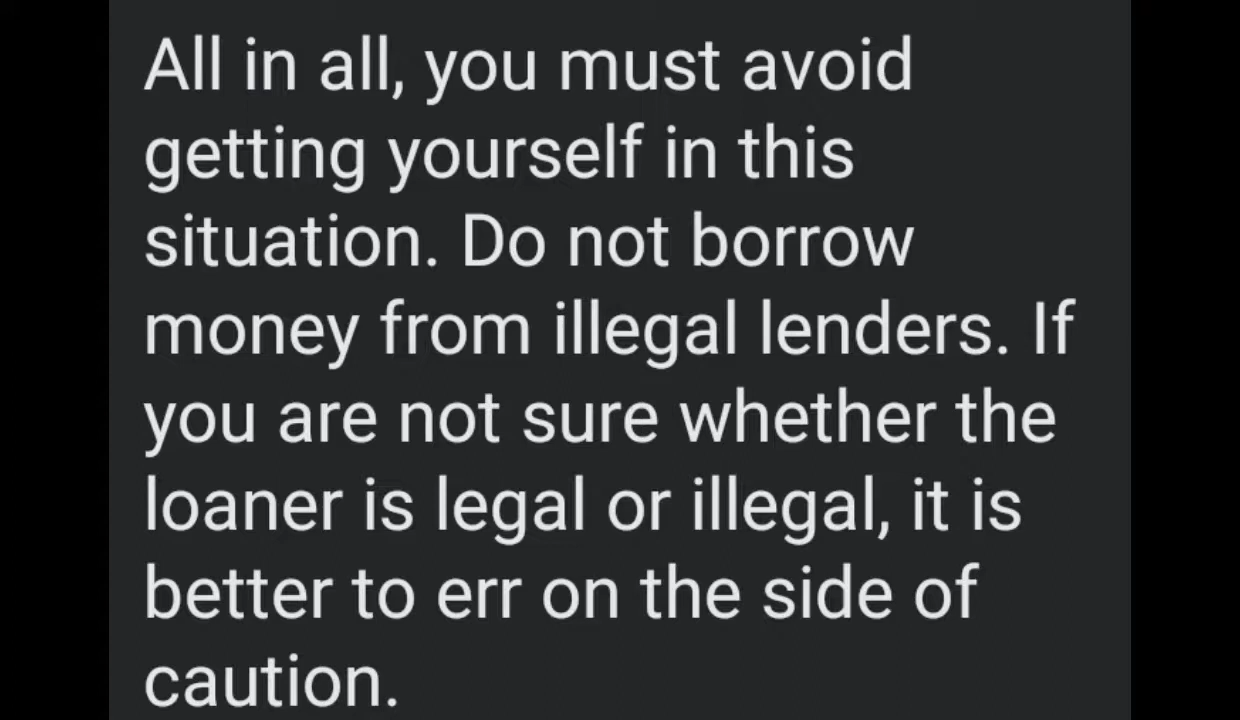 All in all, you must avoid
getting yourself in this
situation. Do not borrow
money from illegal lenders. If
you are not sure whether the
loaner is legal or illegal, it is
better to err on the side of
caution.